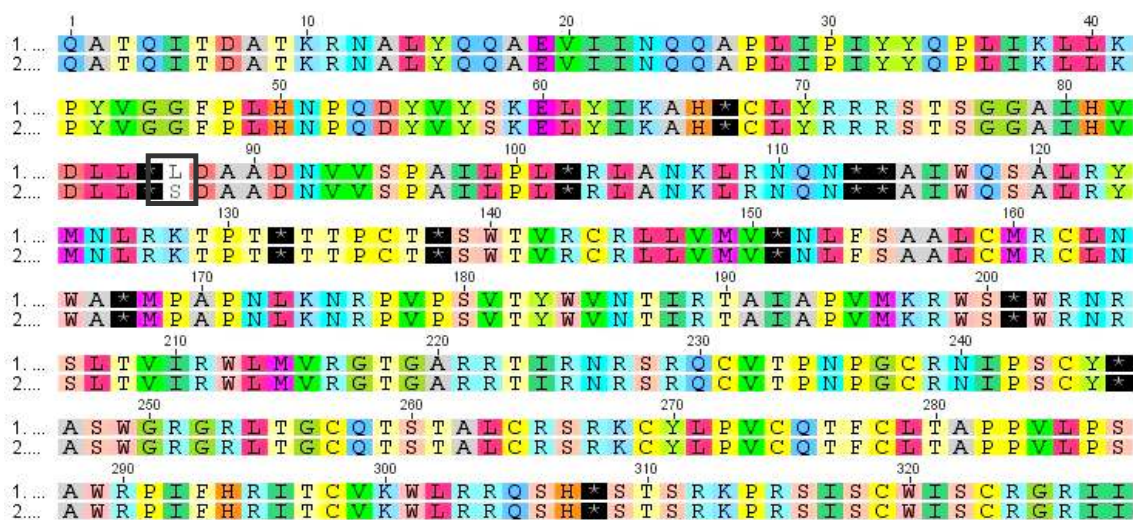 1 10 20 30 40
1. ... Q A T Q I T D A T K R N A L Y Q Q A E V I I N Q Q A P L I P I Y Y Q P L I K L L K
2.... Q A T Q I T D A T K R N A L Y Q Q A E V I I N Q Q A P L I P I Y Y Q P L I K L L K
50 60 70 80
1. ... P Y V G G F P L H N P Q D Y V Y S K E L Y I K A H * C L Y R R R S T S G G A I H V
2.... P Y V G G F P L H N P Q D Y V Y S K E L Y I K A H * C L Y R R R S T S G G A I H V
90 100 110 120
1. ... D L L * L D A A D N V V S P A I L P L * R L A N K L R N Q N * * A I W Q S A L R Y
2.... D L L * S D A A D N V V S P A I L P L * R L A N K L R N Q N * * A I W Q S A L R Y
130 140 150 160
1. ... M N L R K T P T * T T P C T * S W T V R C R L L V M V * N L F S A A L C M R C L N
2.... M N L R K T P T * T T P C T * S W T V R C R L L V M V * N L F S A A L C M R C L N
170 180 190 200
1. ... W A * M P A P N L K N R P V P S V T Y W V N T I R T A I A P V M K R W S * W R N R
2.... W A * M P A P N L K N R P V P S V T Y W V N T I R T A I A P V M K R W S * W R N R
210 220 230 240
1. ... S L T V I R W L M V R G T G A R R T I R N R S R Q C V T P N P G C R N I P S C Y *
2.... S L T V I R W L M V R G T G A R R T I R N R S R Q C V T P N P G C R N I P S C Y *
250 260 270 280
1. ... A S W G R G R L T G C Q T S T A L C R S R K C Y L P V C Q T F C L T A P P V L P S
2.... A S W G R G R L T G C Q T S T A L C R S R K C Y L P V C Q T F C L T A P P V L P S
290 300 310 320
1. ... A W R P I F H R I T C V K W L R R Q S H * S T S R K P R S I S C W I S C R G R I I
2.... A W R P I F H R I T C V K W L R R Q S H * S T S R K P R S I S C W I S C R G R I I